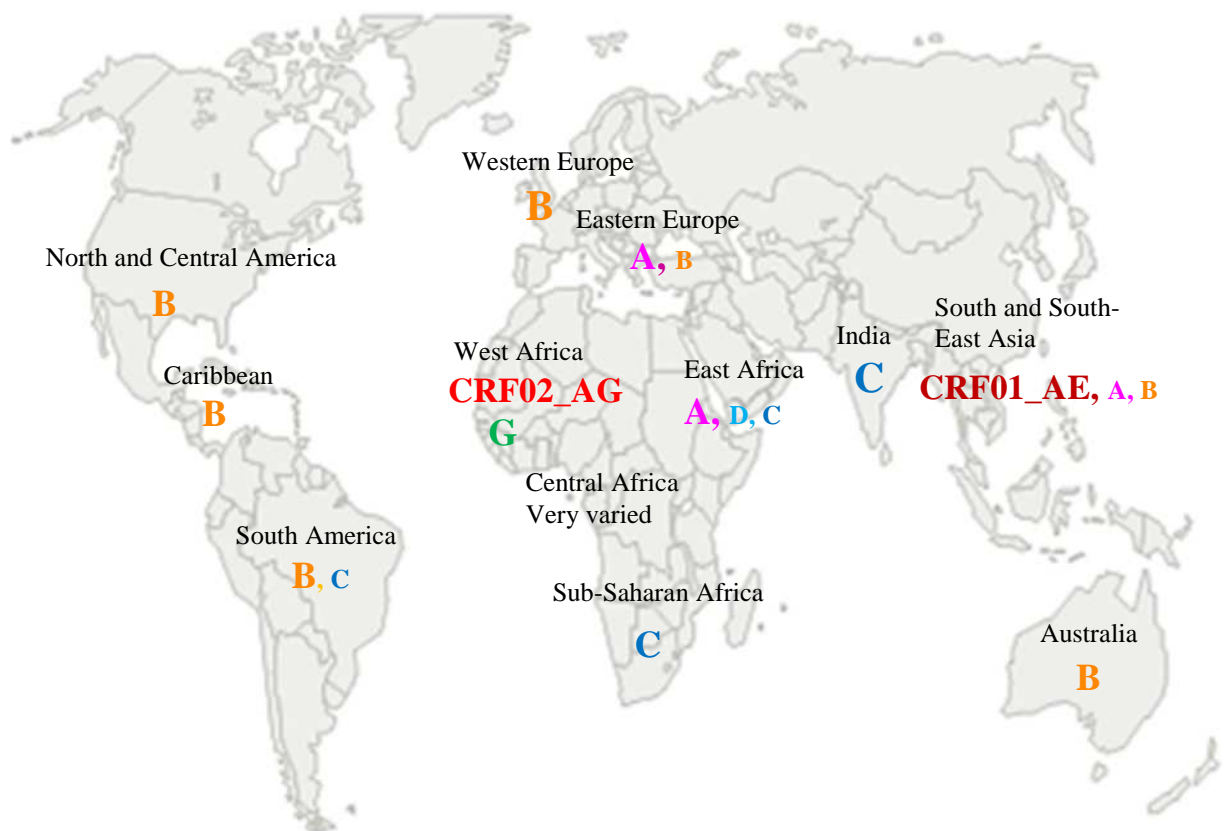 Western Europe
B
Eastern Europe
A, B
North and Central America
B
South and South-
East Asia
CRF01_AE, A, B
India
C
West Africa
CRF02_AG
G
East Africa
A, D, C
Caribbean
B
Central Africa
Very varied
South America
B, C
Sub-Saharan Africa
C
Australia
B